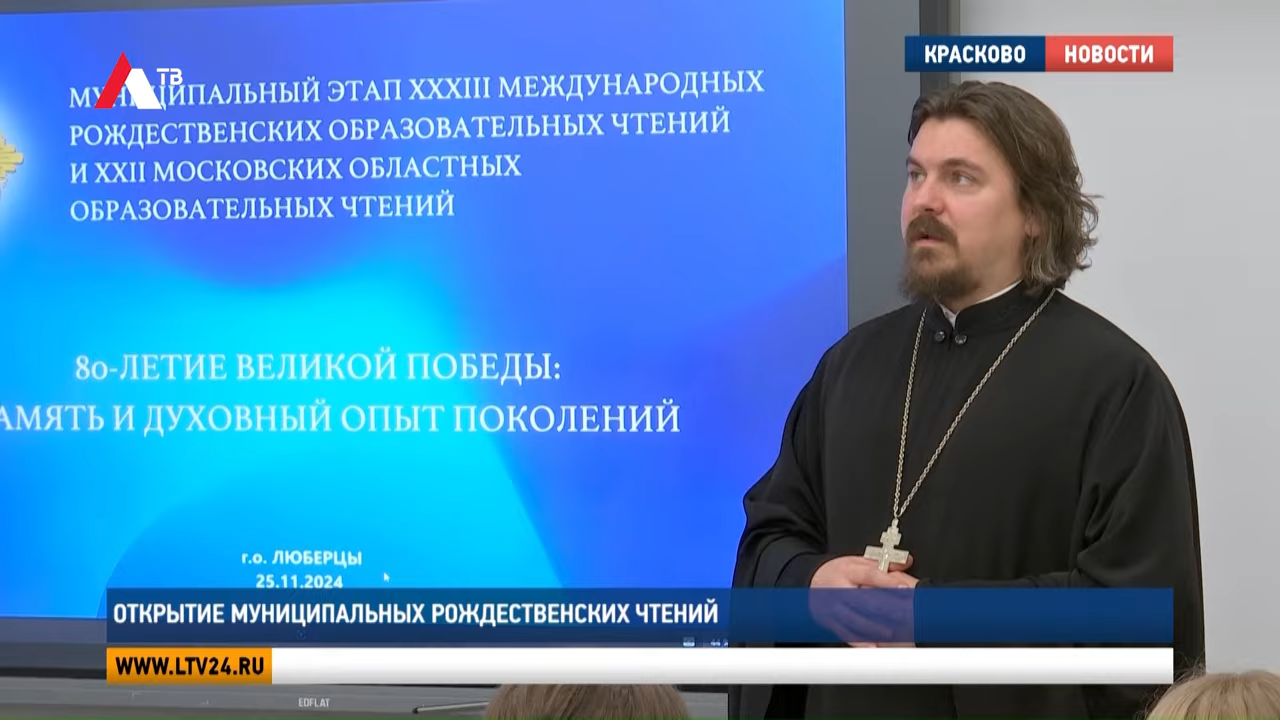 КРАСКОВО НОВОСТИ
ТВ
МУНИЦИПАЛЬНЫЙ ЭТАП XXXIII МЕЖДУНАРОДНЫХ
РОЖДЕСТВЕНСКИХ ОБРАЗОВАТЕЛЬНЫХ ЧТЕНИЙ
И XXII МОСКОВСКИХ ОБЛАСТНЫХ
ОБРАЗОВАТЕЛЬНЫХ ЧТЕНИЙ
80-ЛЕТИЕ ВЕЛИКОЙ ПОБЕДЫ:
АМЯТЬ И ДУХОВНЫЙ ОПЫТ ПОКОЛЕНИЙ
г.о. ЛЮБЕРЦЫ
25.11.2024
ОТКРЫТИЕ МУНИЦИПАЛЬНЫХ РОЖДЕСТВЕНСКИХ ЧТЕНИЙ
WWW.LTV24.RU
EDFLAT